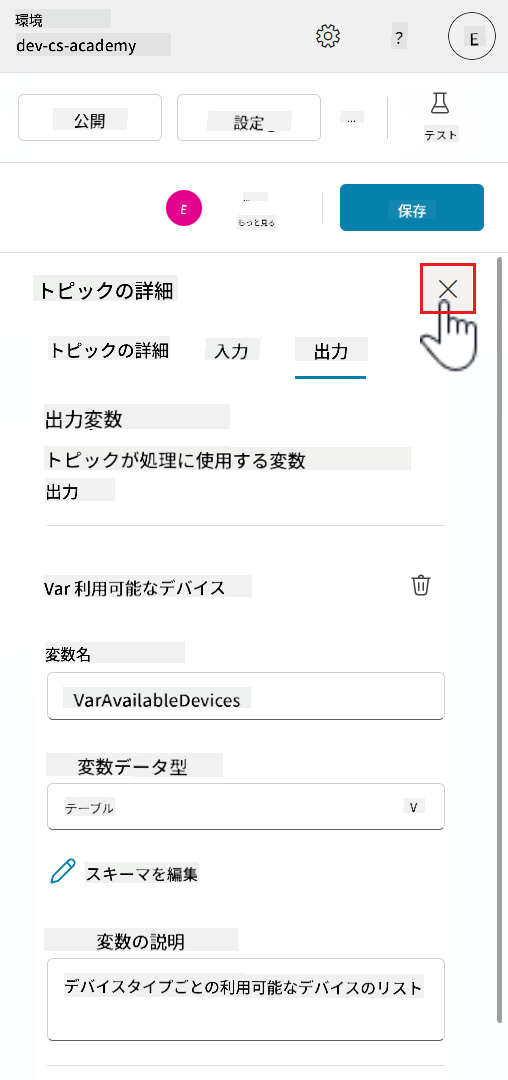 環境
dev-cs-academy
?
E
公開
設定
...
テスト
E
...
もっと見る
保存
トピックの詳細
トピックの詳細 入力 出力
出力変数
トピックが処理に使用する変数
出力
Var 利用可能なデバイス
変数名
VarAvailableDevices
変数データ型
テーブル
V
スキーマを編集
変数の説明
デバイスタイプごとの利用可能なデバイスのリスト